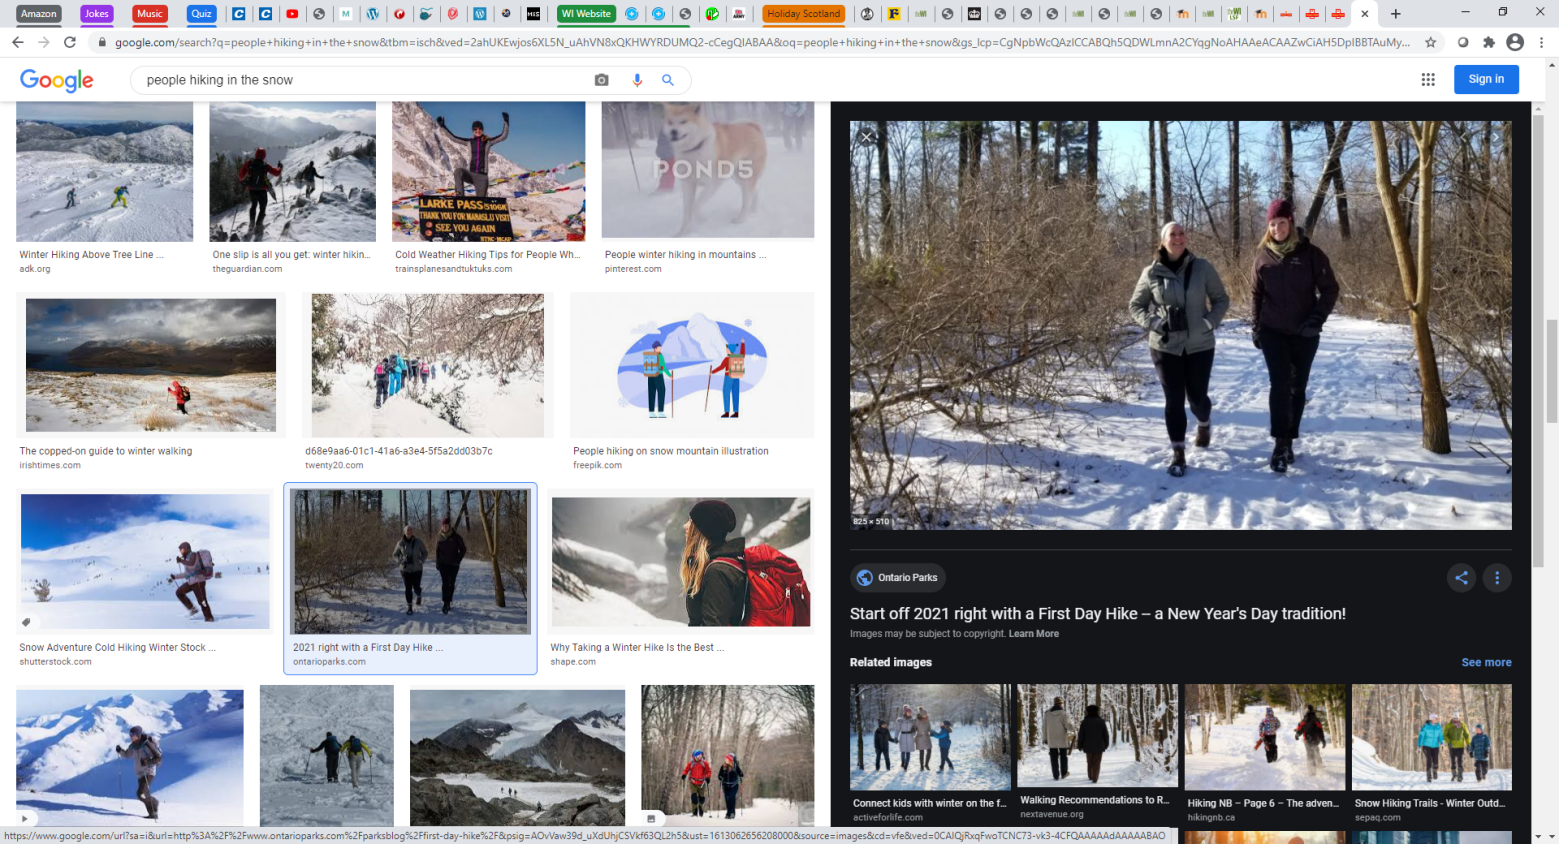 Amazon Jokes Music Quiz WI Website Holiday Scotland
google.com/search?q=people+hiking+in+the+snow&tbm=isch&ved=2ahUKEwjos6XL5N_uAhVN8xQKHWYRDUMQ2-cCegQIABAA&oq=people+hiking+in+the+snow&gs_lcp=CgNpbWcQAzICCABQh5QDWLmnA2CYqgNoAHAAeACAAZwCiAH5DpIBBTAuMy...
Google people hiking in the snow Sign in
PONDS
LARKE PASS 5106M
THANK YOU FOR MANASLU VISIT
SEE YOU AGAIN
Winter Hiking Above Tree Line ...
adk.org
One slip is all you get: winter hikin...
theguardian.com
Cold Weather Hiking Tips for People Wh...
trainsplanesandtuktuks.com
People winter hiking in mountains ...
pinterest.com
The copped-on guide to winter walking
irishtimes.com
d68e9aa6-01c1-41a6-a3e4-5f5a2dd03b7c
twenty20.com
People hiking on snow mountain illustration
freepik.com
Snow Adventure Cold Hiking Winter Stock ...
shutterstock.com
2021 right with a First Day Hike ...
ontarioparks.com
Why Taking a Winter Hike Is the Best ...
shape.com
825 × 510
Ontario Parks
Start off 2021 right with a First Day Hike – a New Year's Day tradition!
Images may be subject to copyright. Learn More
Related images See more
Connect kids with winter on the f...
activeforlife.com
Walking Recommendations to R...
nextavenue.org
Hiking NB – Page 6 – The adven...
hikingnb.ca
Snow Hiking Trails - Winter Outd...
sepaq.com
https://www.google.com/url?sa=i&url=http%3A%2F%2Fwww.ontarioparks.com%2Fparksblog%2Ffirst-day-hike%2F&psig=AOvVaw39d_uXdUhjCSVkf63QL2h5&ust=1613062656208000&source=images&cd=vfe&ved=0CAIQjRxqFwoTCNC73-vk3-4CFQAAAAAdAAAAABAO